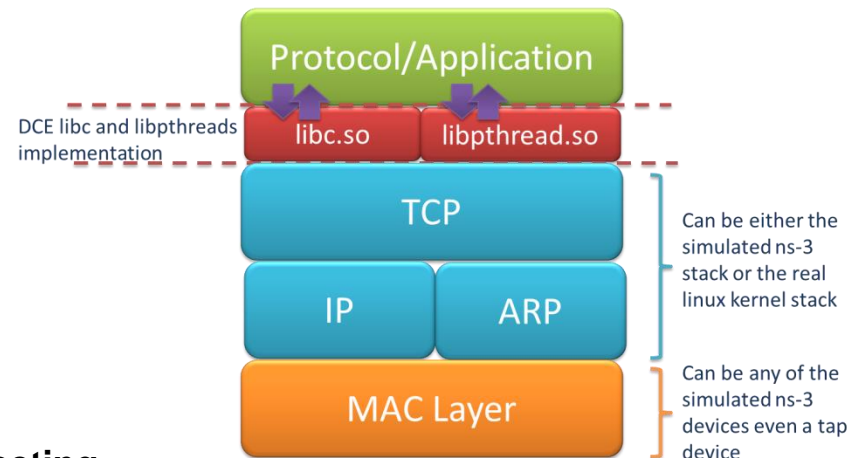 Protocol/Application
DCE libc and libpthreads
implementation
libc.so
libpthread.so
TCP
Can be either the
simulated ns-3
stack or the real
linux kernel stack
IP
ARP
MAC Layer
Can be any of the
simulated ns-3
devices even a tap
device